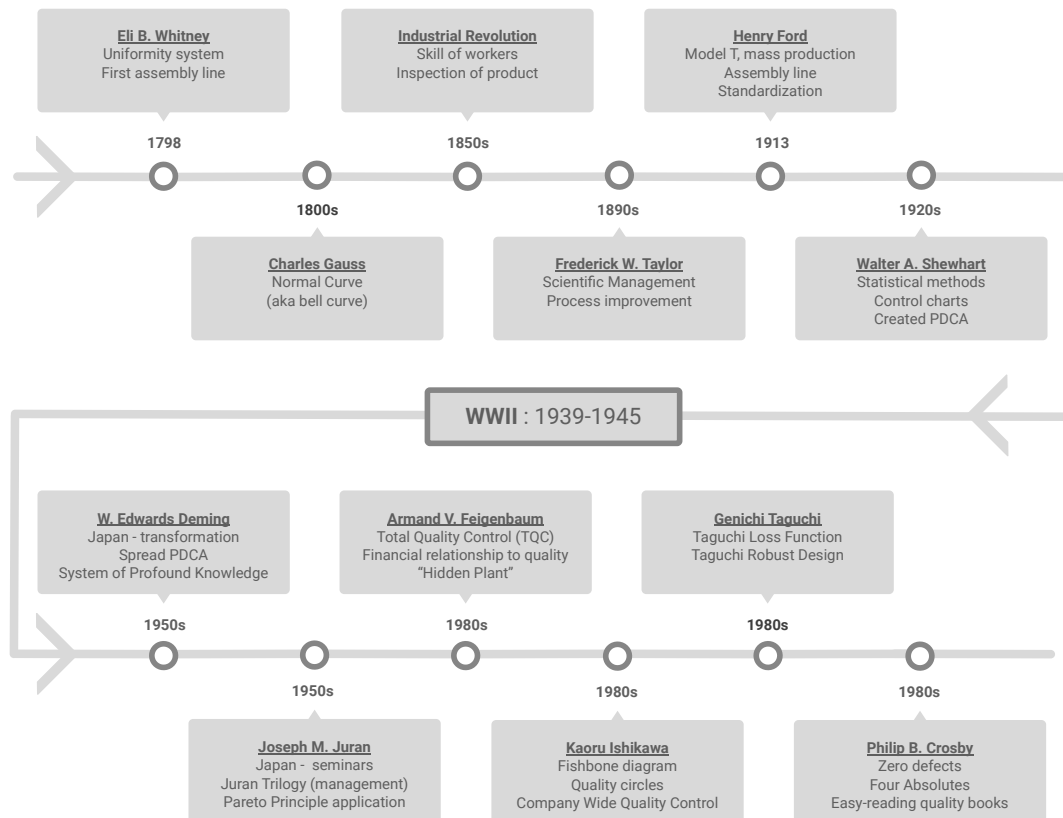 Eli B. Whitney
Uniformity system
First assembly line
1798
1800s
Charles Gauss
Normal Curve
(aka bell curve)
Industrial Revolution
Skill of workers
Inspection of product
1850s
1890s
Frederick W. Taylor
Scientific Management
Process improvement
Henry Ford
Model T, mass production
Assembly line
Standardization
1913
1920s
Walter A. Shewhart
Statistical methods
Control charts
Created PDCA
WWII : 1939-1945
W. Edwards Deming
Japan - transformation
Spread PDCA
System of Profound Knowledge
1950s
1950s
Joseph M. Juran
Japan - seminars
Juran Trilogy (management)
Pareto Principle application
Armand V. Feigenbaum
Total Quality Control (TQC)
Financial relationship to quality
“Hidden Plant”
1980s
1980s
Kaoru Ishikawa
Fishbone diagram
Quality circles
Company Wide Quality Control
Genichi Taguchi
Taguchi Loss Function
Taguchi Robust Design
1980s
1980s
Philip B. Crosby
Zero defects
Four Absolutes
Easy-reading quality books